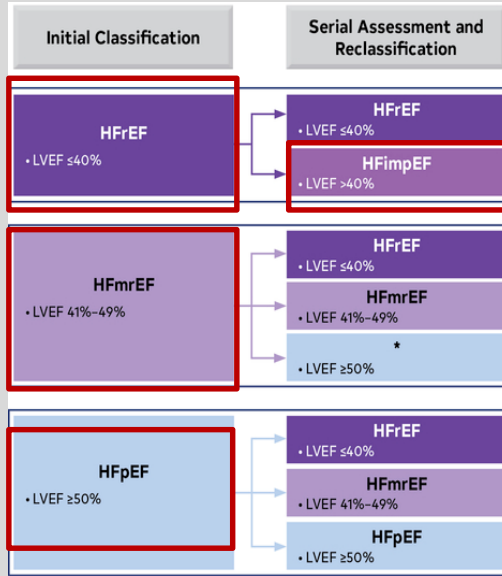 Initial Classification
Serial Assessment and
Reclassification
HFrEF
• LVEF ≤40%
HFrEF
• LVEF ≤40%
HFimpEF
• LVEF >40%
HFmrEF
• LVEF 41%–49%
HFrEF
• LVEF ≤40%
HFmrEF
• LVEF 41%–49%
*
• LVEF ≥50%
HFpEF
• LVEF ≥50%
HFrEF
• LVEF ≤40%
HFmrEF
• LVEF 41%–49%
HFpEF
• LVEF ≥50%